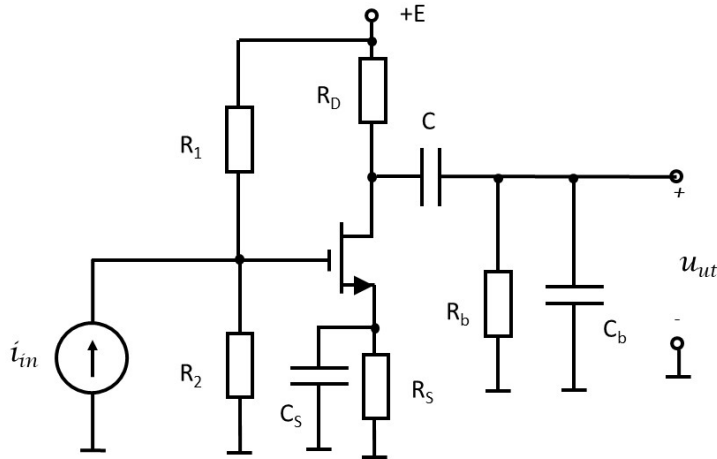 +E
R_D
C
R_1
+
u_ut
i_in
R_2
C_S
R_S
R_b
C_b
-